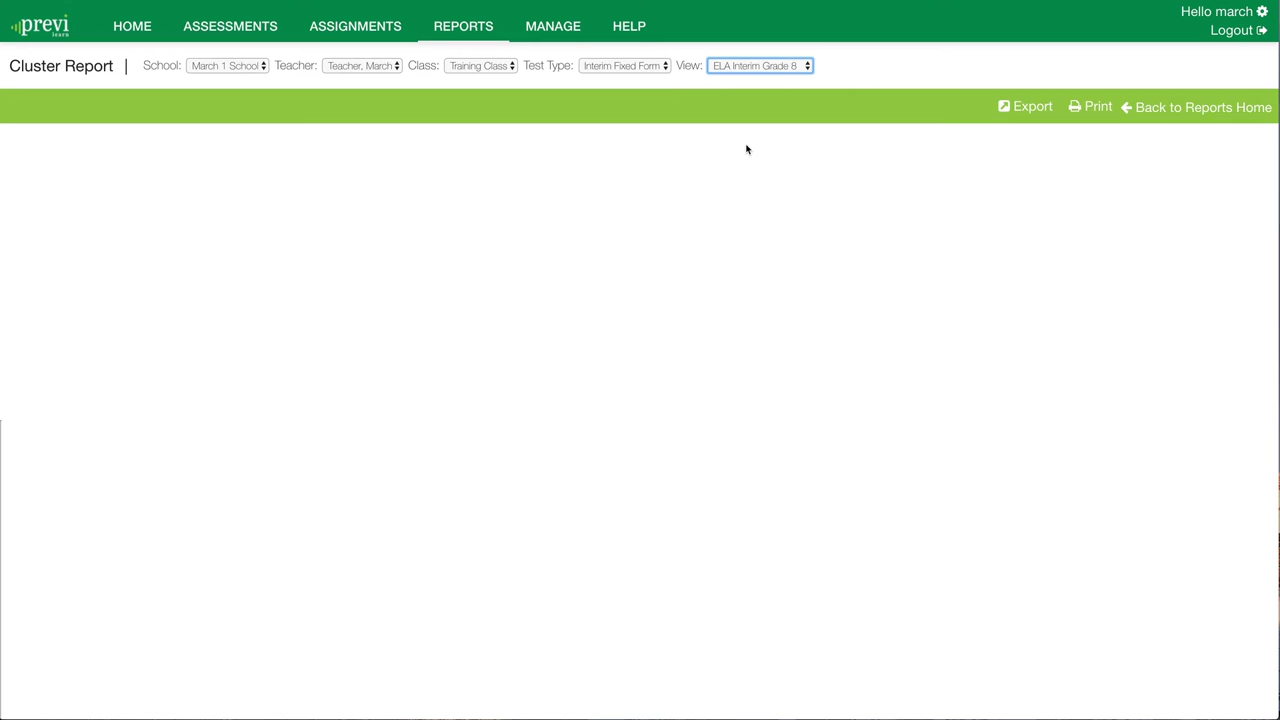 previ learn HOME ASSESSMENTS ASSIGNMENTS REPORTS MANAGE HELP
Hello march
Logout
Cluster Report | School: March 1 School Teacher: Teacher, March Class: Training Class Test Type: Interim Fixed Form View: ELA Interim Grade 8
Export Print Back to Reports Home